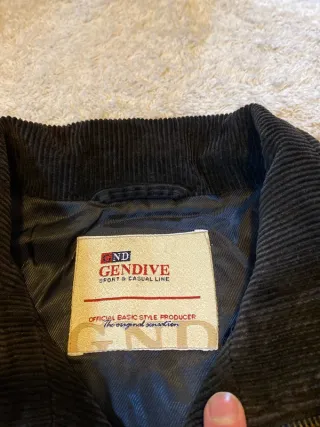 GND
GENDIVE
SPORT & CASUAL LINE
OFFICIAL BASIC STYLE PRODUCER
The original sensation
GND